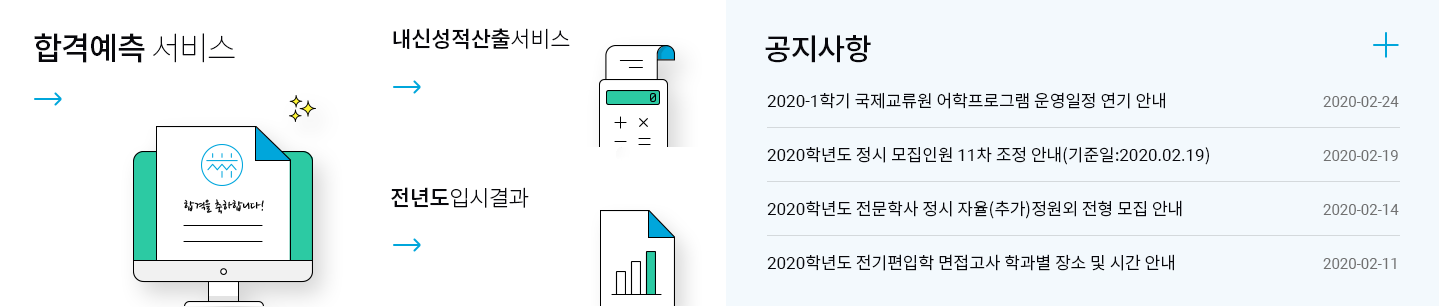 합격예측 서비스
합격을 축하합니다!
내신성적산출서비스
0
전년도입시결과
공지사항
2020-1학기 국제교류원 어학프로그램 운영일정 연기 안내 2020-02-24
2020학년도 정시 모집인원 11차 조정 안내(기준일:2020.02.19) 2020-02-19
2020학년도 전문학사 정시 자율(추가)정원외 전형 모집 안내 2020-02-14
2020학년도 전기편입학 면접고사 학과별 장소 및 시간 안내 2020-02-11